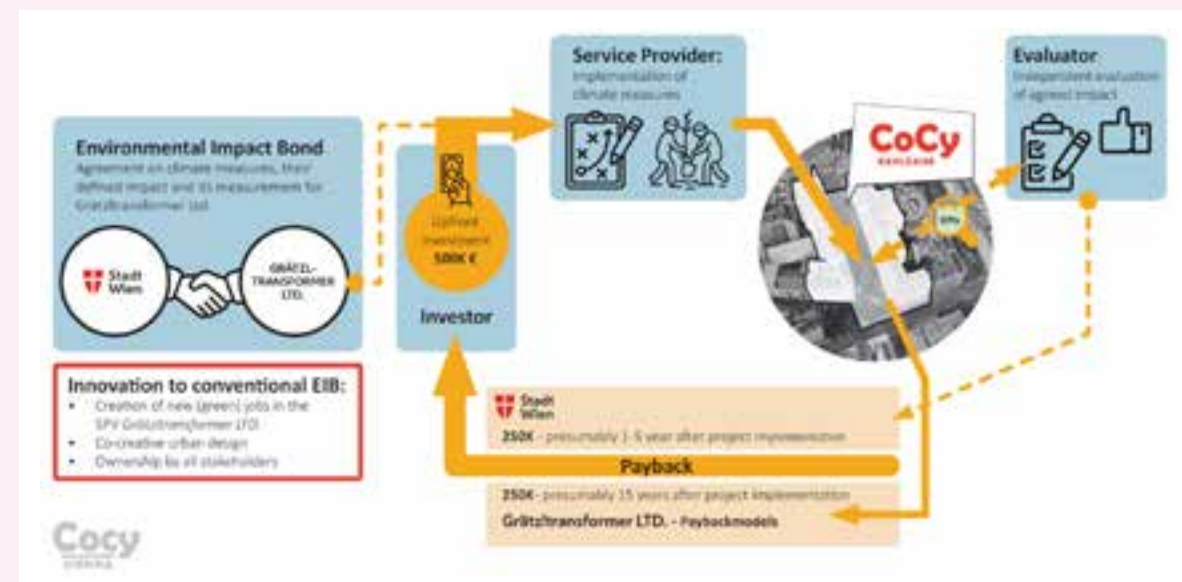 Environmental Impact Bond
Agreement on climate measures, their
defined impact and its measurement for
Grätzltransformer Ltd.
Stadt
Wien
GRÄTZL-
TRANSFORMER
LTD.
Innovation to conventional EIB:
• Creation of new (green) jobs in the
SPV Grätzltransformer LTD
• Co-creative urban design
• Ownership by all stakeholders
Upfront
Investment
500K €
Investor
Service Provider:
Implementation of
climate measures
CoCy
KPIs
Evaluator
Independent evaluation
of agreed impact
Stadt
Wien
250K - presumably 1-5 year after project implementation
Payback
250K - presumably 15 years after project implementation
Grätzltransformer LTD. - Paybackmodels
Cocy